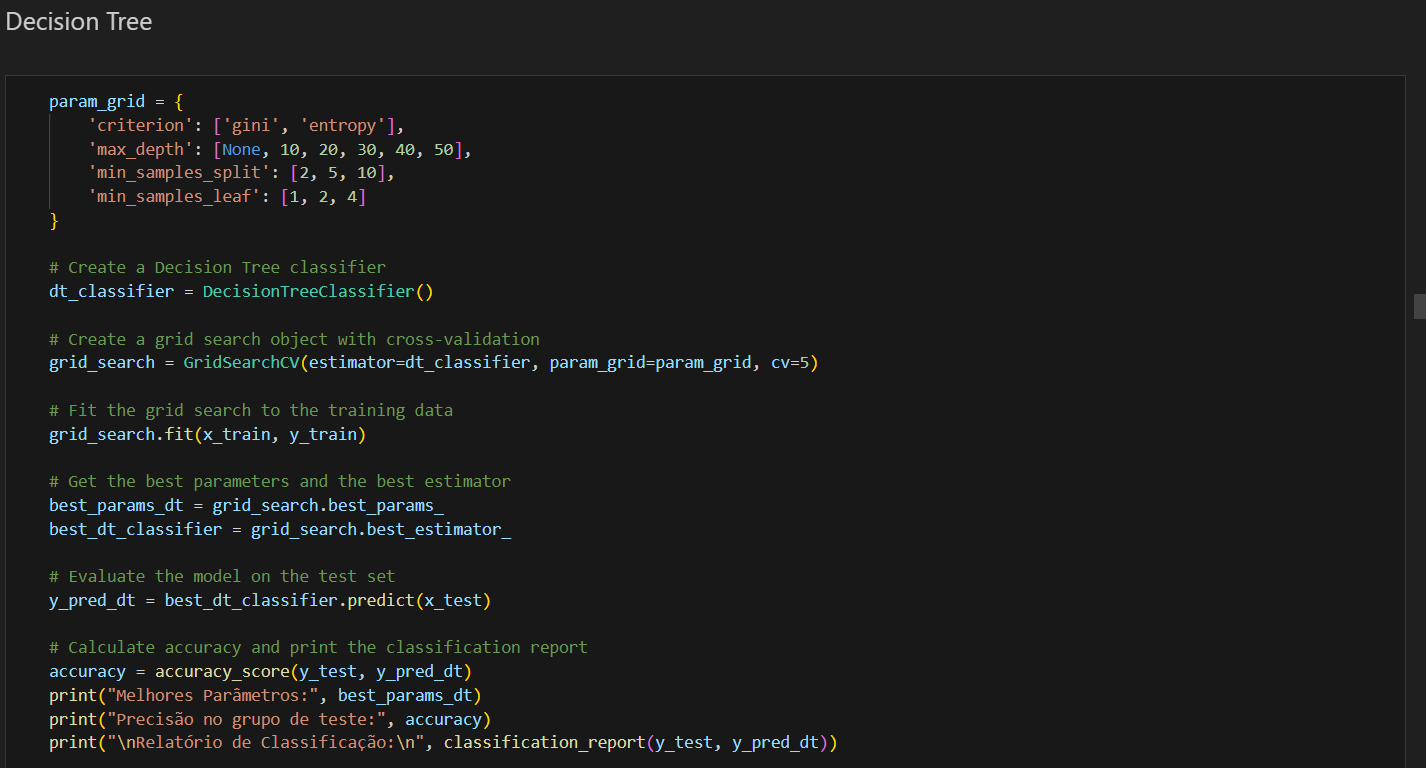 Decision Tree
param_grid = {
    'criterion': ['gini', 'entropy'],
    'max_depth': [None, 10, 20, 30, 40, 50],
    'min_samples_split': [2, 5, 10],
    'min_samples_leaf': [1, 2, 4]
}
# Create a Decision Tree classifier
dt_classifier = DecisionTreeClassifier()
# Create a grid search object with cross-validation
grid_search = GridSearchCV(estimator=dt_classifier, param_grid=param_grid, cv=5)
# Fit the grid search to the training data
grid_search.fit(x_train, y_train)
# Get the best parameters and the best estimator
best_params_dt = grid_search.best_params_
best_dt_classifier = grid_search.best_estimator_
# Evaluate the model on the test set
y_pred_dt = best_dt_classifier.predict(x_test)
# Calculate accuracy and print the classification report
accuracy = accuracy_score(y_test, y_pred_dt)
print("Melhores Parâmetros:", best_params_dt)
print("Precisão no grupo de teste:", accuracy)
print("\nRelatório de Classificação:\n", classification_report(y_test, y_pred_dt))